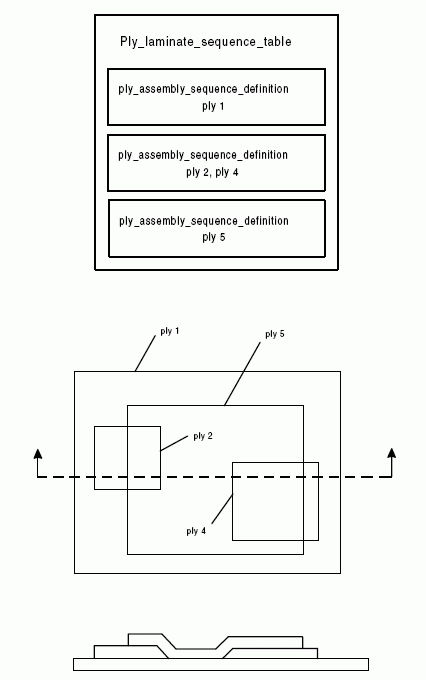 Ply_laminate_sequence_table
ply_assembly_sequence_definition
ply 1
ply_assembly_sequence_definition
ply 2, ply 4
ply_assembly_sequence_definition
ply 5
ply 1
ply 5
ply 2
ply 4